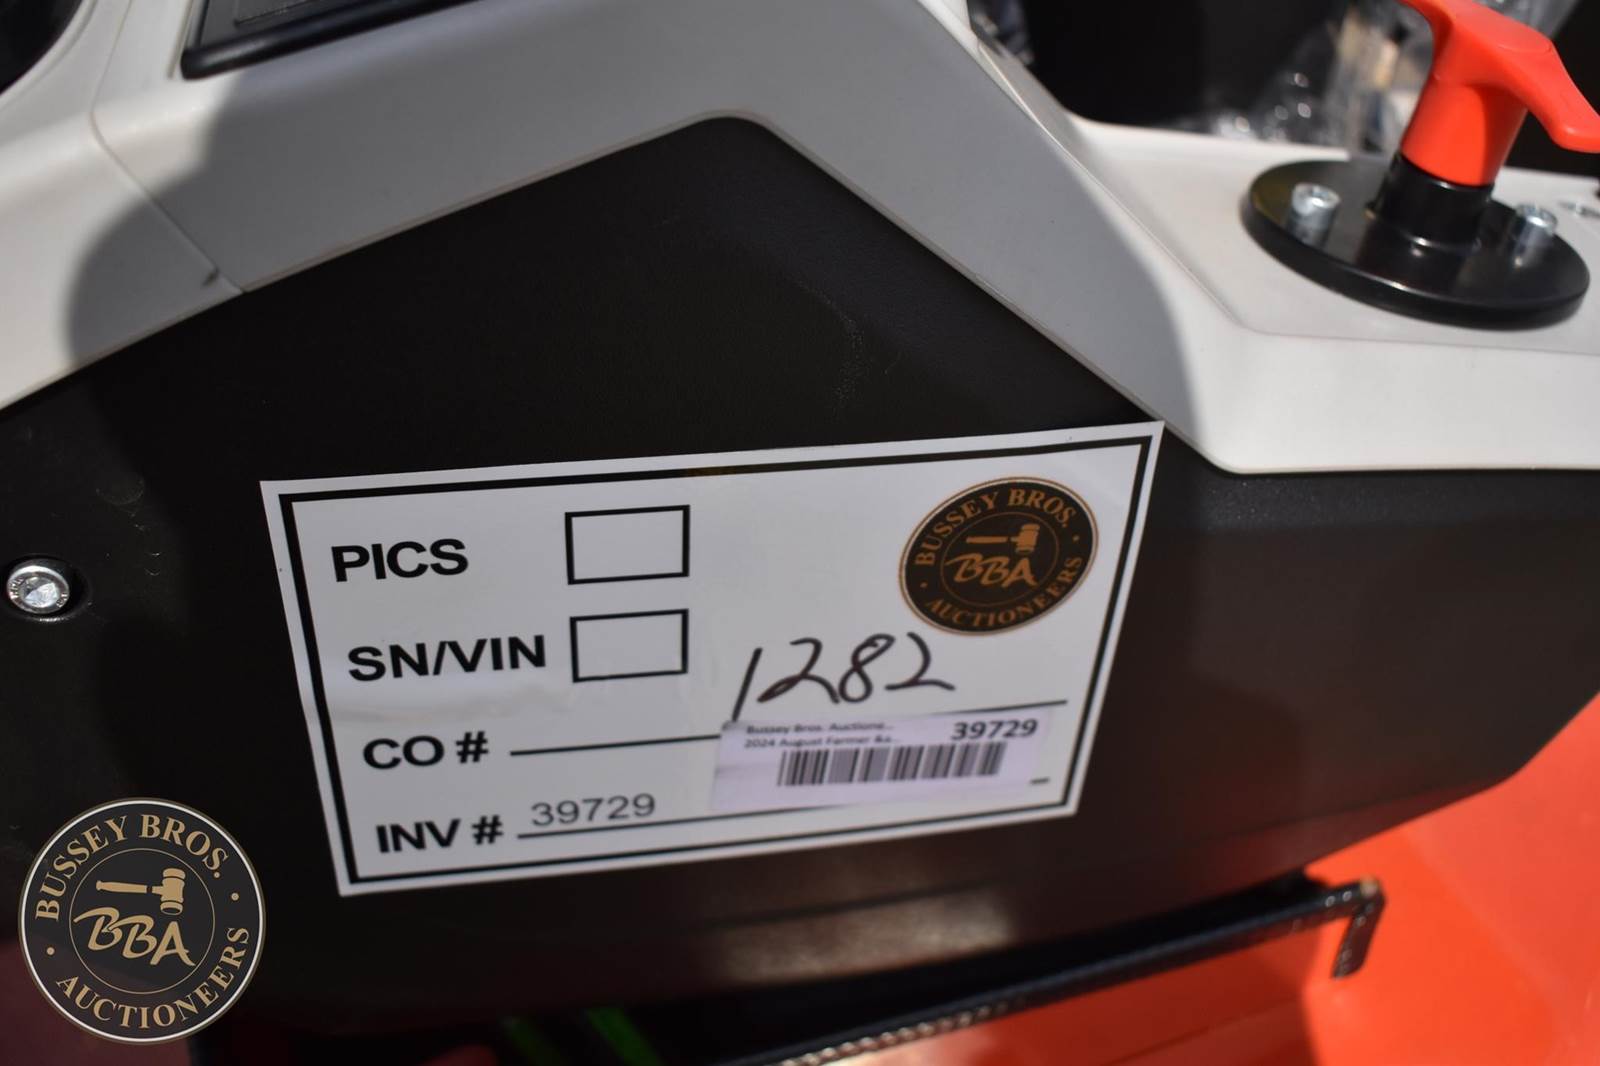 PICS
BUSSEY BROS.
BBA
AUCTIONEERS
SN/VIN
1282
CO #
Bussey Bros. Auctione...
39729
2024 August Farmer &...
INV # 39729
BUSSEY BROS.
BBA
AUCTIONEERS